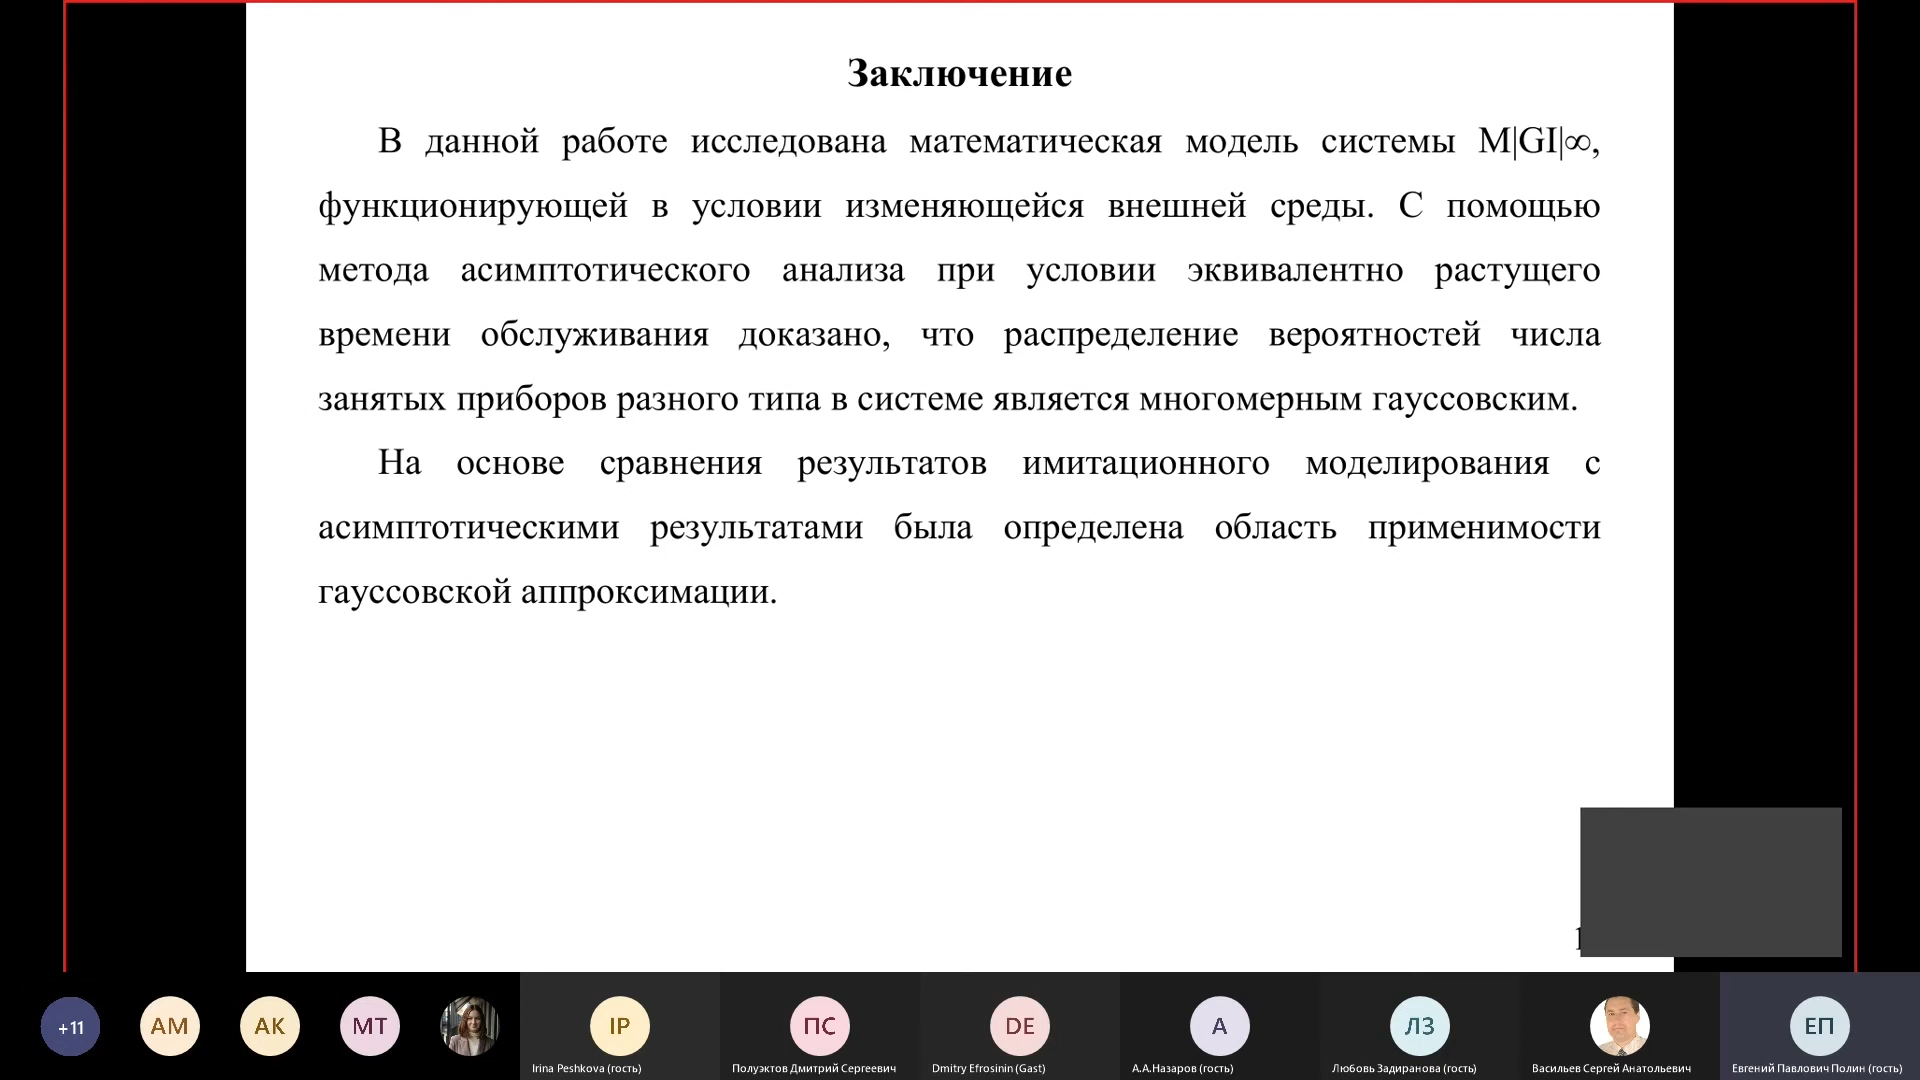 Заключение
В данной работе исследована математическая модель системы M|GI|∞,
функционирующей в условии изменяющейся внешней среды. С помощью
метода асимптотического анализа при условии эквивалентно растущего
времени обслуживания доказано, что распределение вероятностей числа
занятых приборов разного типа в системе является многомерным гауссовским.
На основе сравнения результатов имитационного моделирования с
асимптотическими результатами была определена область применимости
гауссовской аппроксимации.
+11
АМ
АК
МТ
IP
ПС
DE
А
ЛЗ
ЕП
Irina Peshkova (гость)
Полуэктов Дмитрий Сергеевич
Dmitry Efrosinin (Gast)
А.А.Назаров (гость)
Любовь Задиранова (гость)
Васильев Сергей Анатольевич
Евгений Павлович Полин (гость)